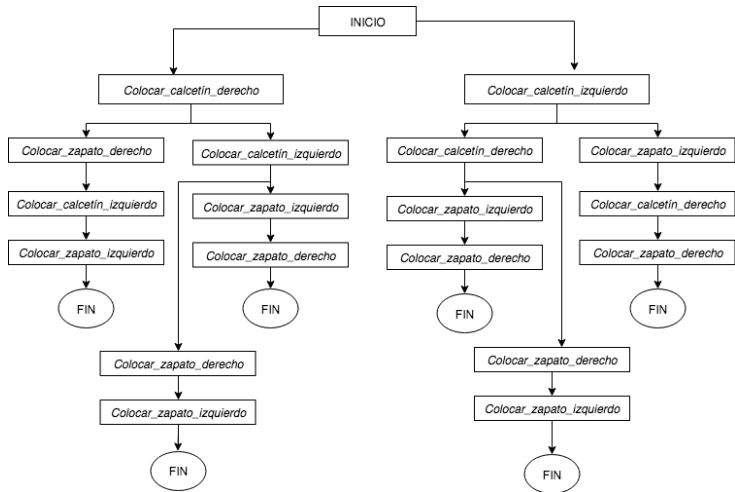 INICIO
Colocar_calcetín_derecho
Colocar_calcetín_izquierdo
Colocar_zapato_derecho
Colocar_calcetín_izquierdo
Colocar_calcetín_derecho
Colocar_zapato_izquierdo
Colocar_calcetín_izquierdo
Colocar_zapato_izquierdo
Colocar_zapato_izquierdo
Colocar_calcetín_derecho
Colocar_zapato_izquierdo
Colocar_zapato_derecho
Colocar_zapato_derecho
Colocar_zapato_derecho
FIN
FIN
FIN
FIN
Colocar_zapato_derecho
Colocar_zapato_derecho
Colocar_zapato_izquierdo
Colocar_zapato_izquierdo
FIN
FIN